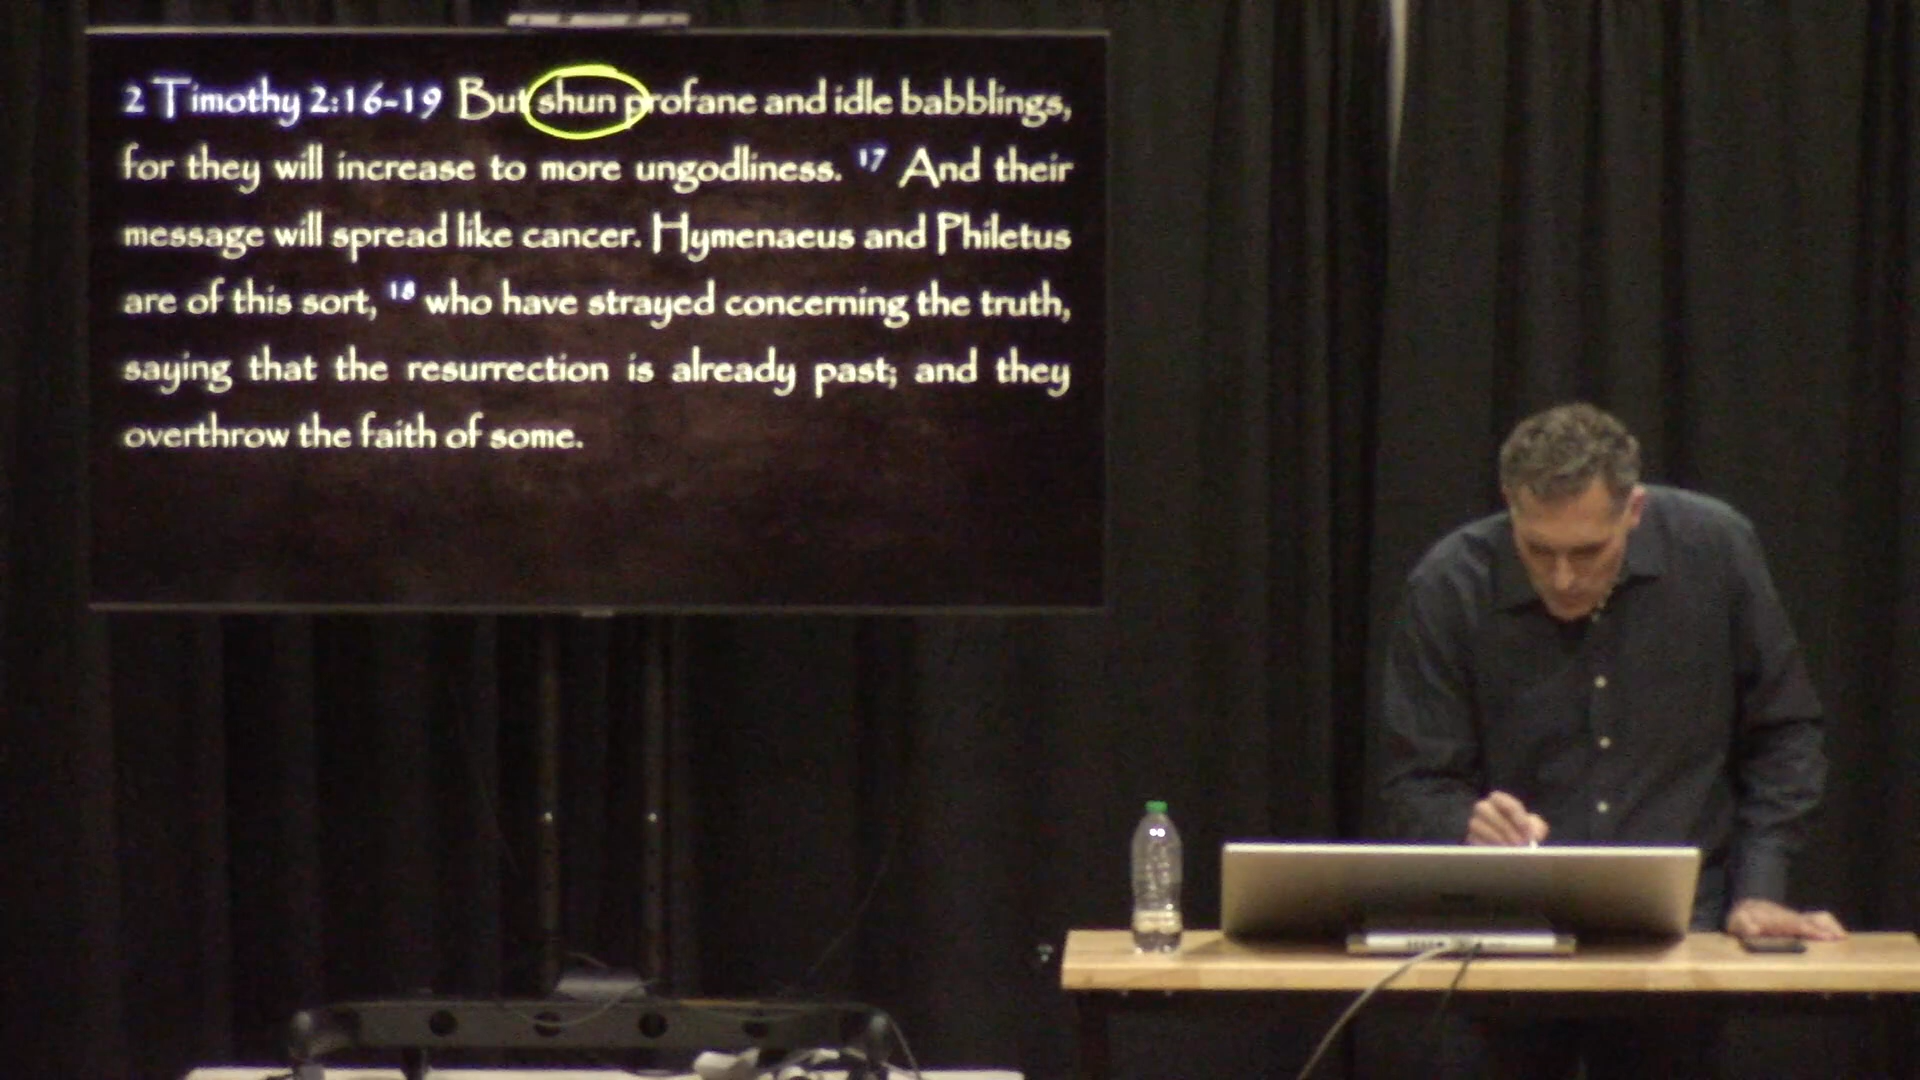 2 Timothy 2:16-19 But shun profane and idle babblings,
for they will increase to more ungodliness. 17 And their
message will spread like cancer. Hymenaeus and Philetus
are of this sort, 18 who have strayed concerning the truth,
saying that the resurrection is already past; and they
overthrow the faith of some.